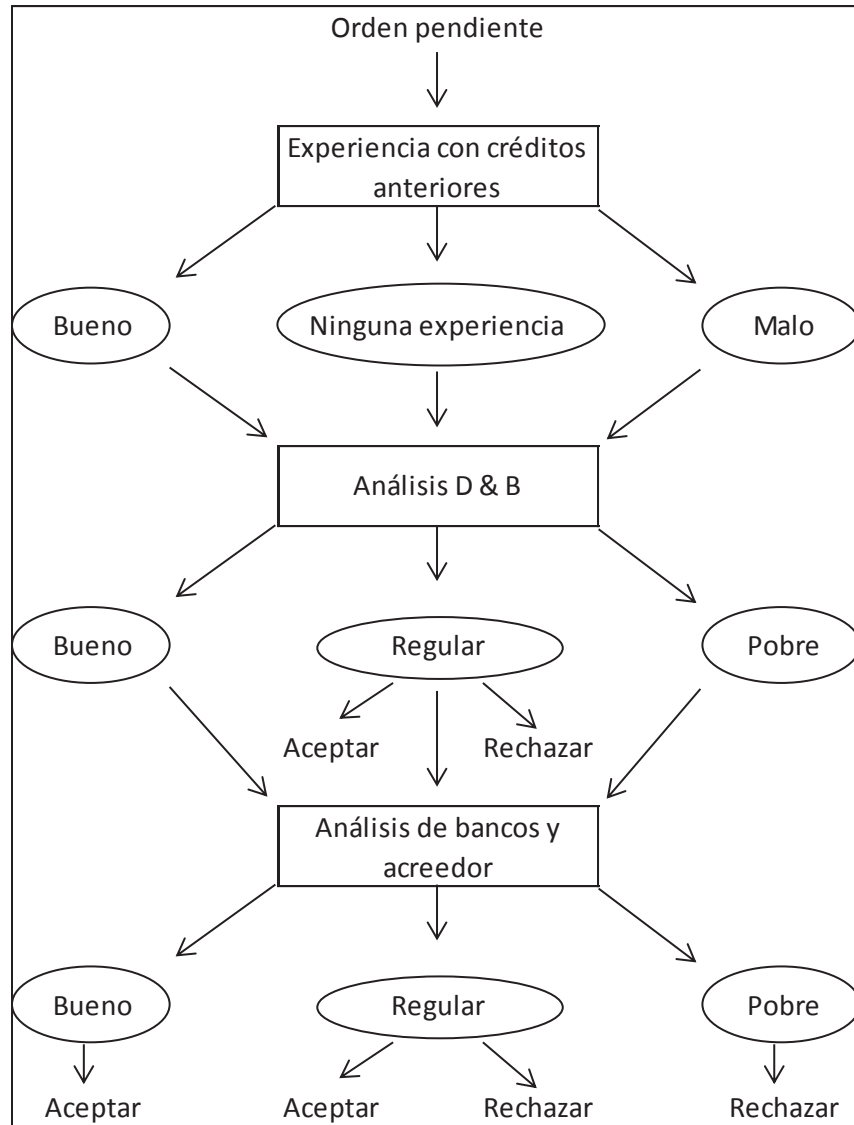 Orden pendiente
Experiencia con créditos
anteriores
Bueno
Ninguna experiencia
Malo
Análisis D & B
Bueno
Regular
Pobre
Aceptar
Rechazar
Análisis de bancos y
acreedor
Bueno
Regular
Pobre
Aceptar
Aceptar
Rechazar
Rechazar